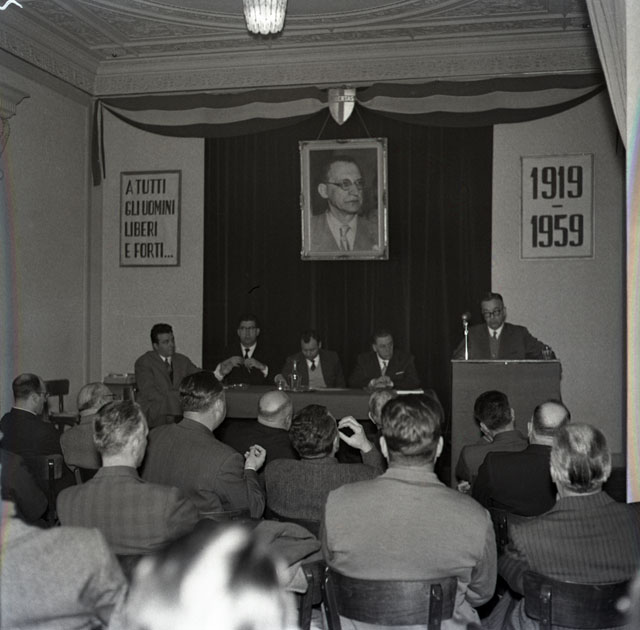 A TUTTI
GLI UOMINI
LIBERI
E FORTI...
1919
-
1959